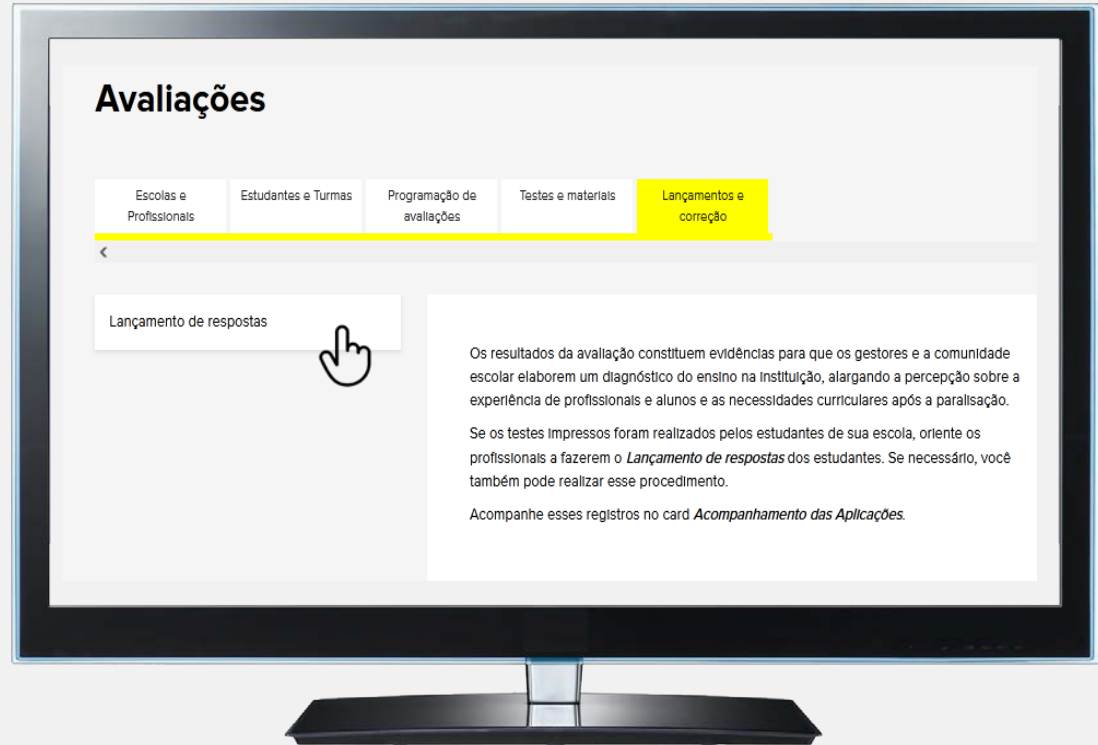 Avaliações
Escolas e
Profissionais
Estudantes e Turmas
Programação de
avaliações
Testes e materiais
Lançamentos e
correção
Lançamento de respostas
Os resultados da avaliação constituem evidências para que os gestores e a comunidade
escolar elaborem um diagnóstico do ensino na instituição, alargando a percepção sobre a
experiência de profissionais e alunos e as necessidades curriculares após a paralisação.
Se os testes impressos foram realizados pelos estudantes de sua escola, oriente os
profissionais a fazerem o Lançamento de respostas dos estudantes. Se necessário, você
também pode realizar esse procedimento.
Acompanhe esses registros no card Acompanhamento das Aplicações.